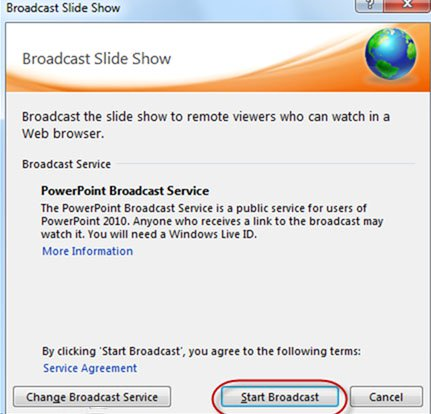 Broadcast Slide Show
?
Broadcast Slide Show
Broadcast the slide show to remote viewers who can watch in a
Web browser.
Broadcast Service
PowerPoint Broadcast Service
The PowerPoint Broadcast Service is a public service for users of
PowerPoint 2010. Anyone who receives a link to the broadcast may
watch it. You will need a Windows Live ID.
More Information
By clicking 'Start Broadcast', you agree to the following terms:
Service Agreement
Change Broadcast Service Start Broadcast Cancel